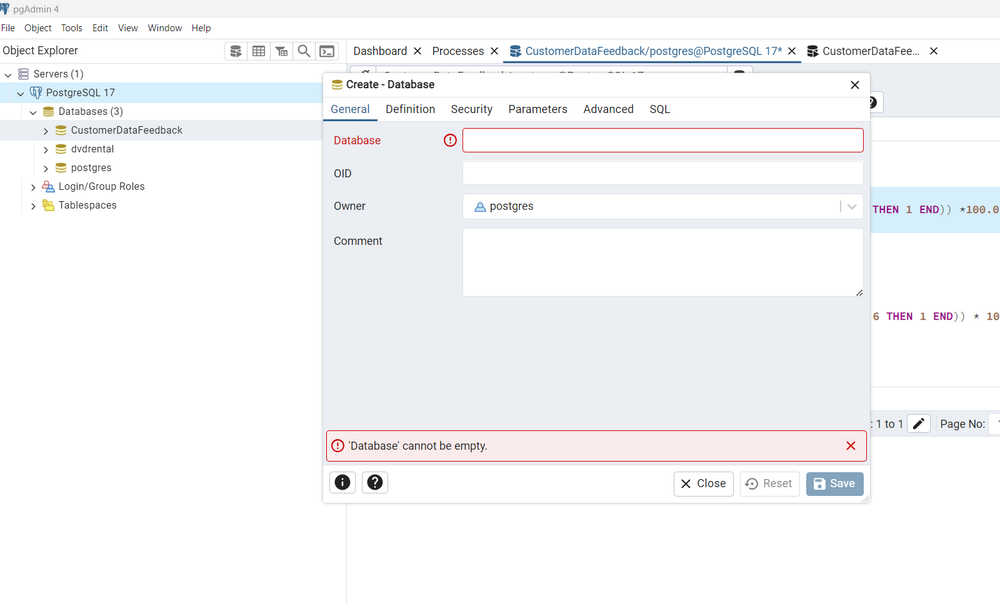 pgAdmin 4
File Object Tools Edit View Window Help
Object Explorer
Dashboard Processes CustomerDataFeedback/postgres@PostgreSQL 17* CustomerDataFee...
Servers (1)
PostgreSQL 17
Databases (3)
CustomerDataFeedback
dvdrental
postgres
Login/Group Roles
Tablespaces
Create - Database
General Definition Security Parameters Advanced SQL
Database
OID
Owner postgres
Comment
THEN 1 END)) *100.0
6 THEN 1 END)) * 10
: 1 to 1 Page No:
'Database' cannot be empty.
Close Reset Save